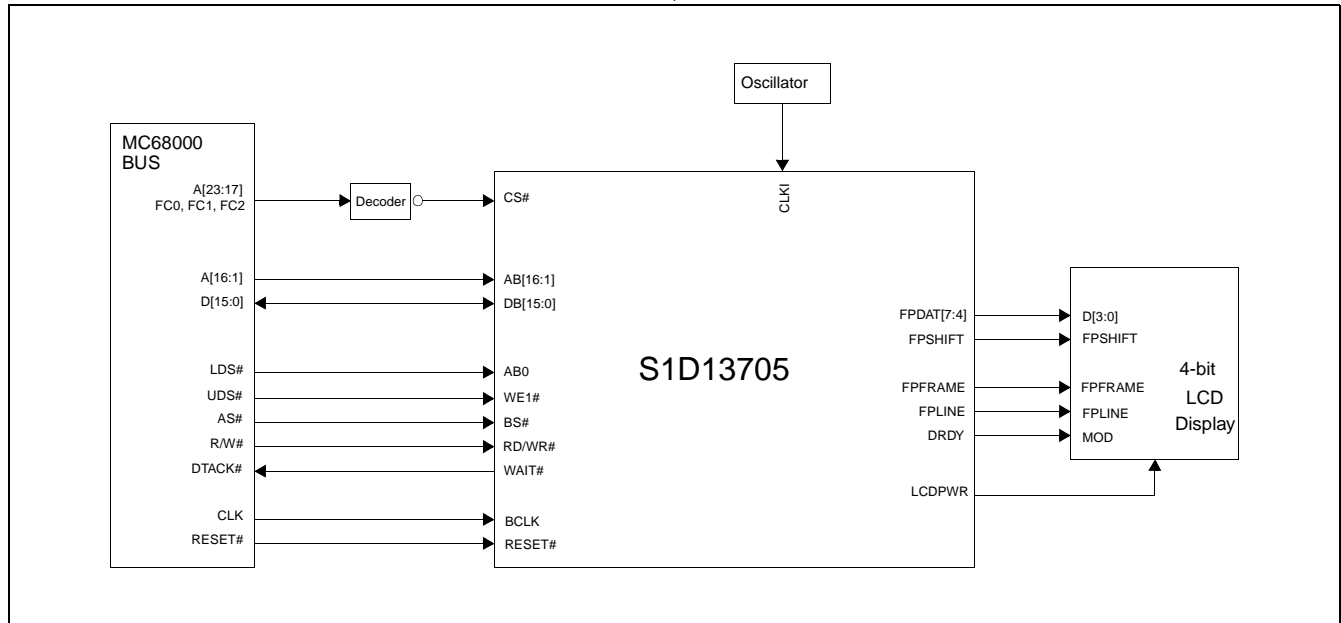 Oscillator
MC68000
BUS
A[23:17]
FC0, FC1, FC2
Decoder
CS#
CLKI
A[16:1]
AB[16:1]
D[15:0]
DB[15:0]
FPDAT[7:4]
D[3:0]
FPSHIFT
FPSHIFT
S1D13705
LDS#
AB0
4-bit
LCD
Display
UDS#
WE1#
FPFRAME
FPFRAME
AS#
BS#
FPLINE
FPLINE
R/W#
RD/WR#
DRDY
MOD
DTACK#
WAIT#
LCDPWR
CLK
BCLK
RESET#
RESET#